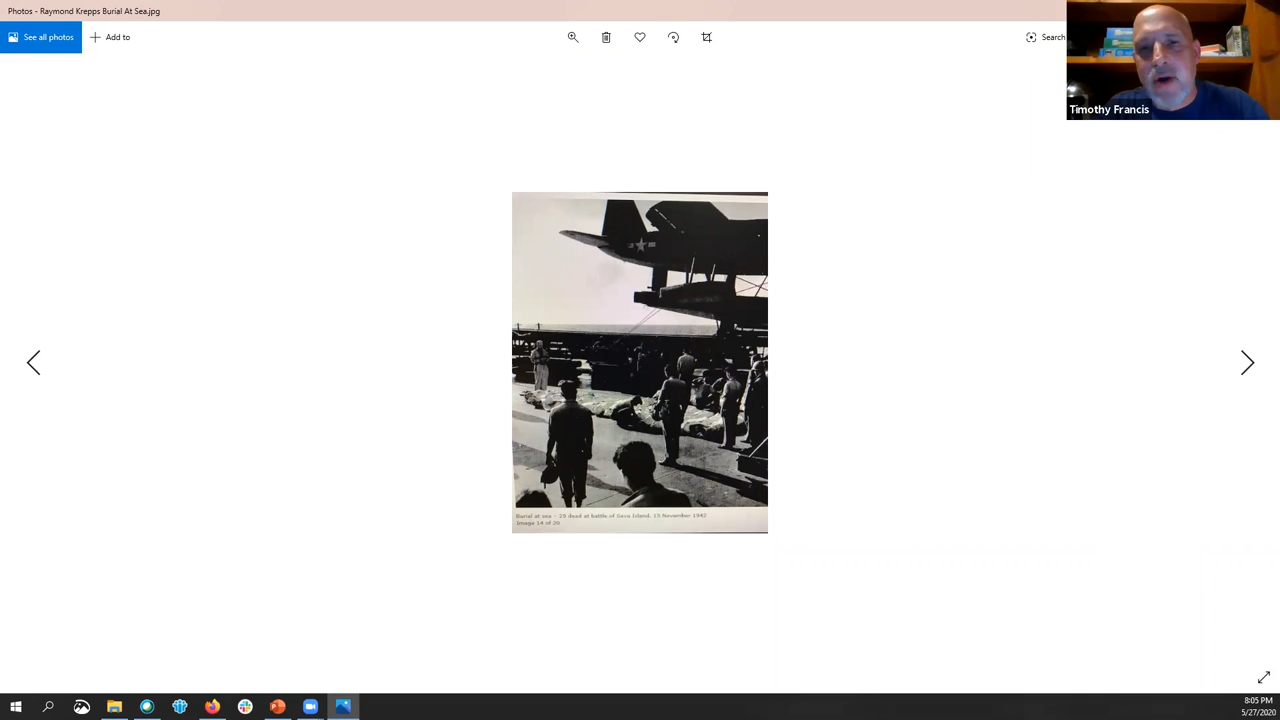 Photos - Raymond Krepps Burial At Sea.jpg
See all photos
Add to
Search
Timothy Francis
Burial at sea - 25 dead at battle of Savo Island. 15 November 1942
Image 14 of 20
8:05 PM
5/27/2020